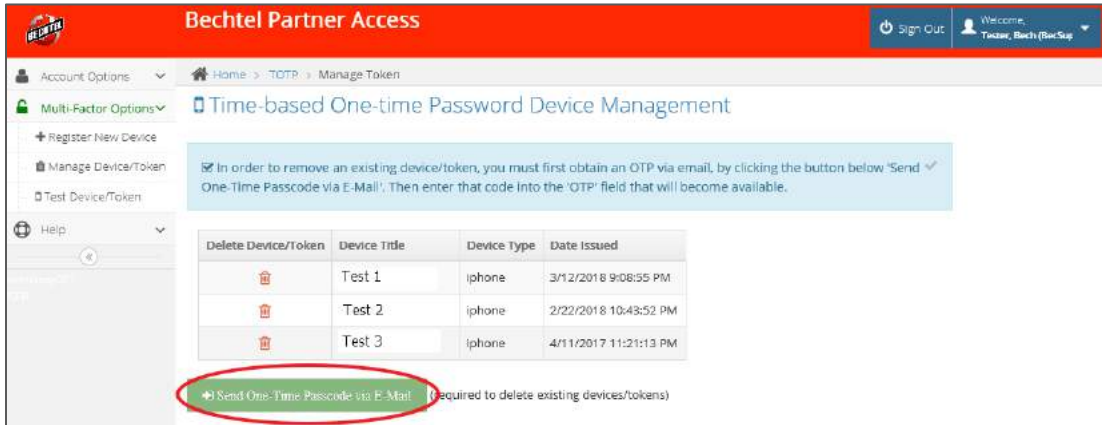 BECHTEL
Bechtel Partner Access
Sign Out
Welcome,
Tester, Bech (BecSup
Account Options
Multi-Factor Options
Register New Device
Manage Device/Token
Test Device/Token
Help
Home > TOTP > Manage Token
Time-based One-time Password Device Management
In order to remove an existing device/token, you must first obtain an OTP via email, by clicking the button below 'Send
One-Time Passcode via E-Mail'. Then enter that code into the 'OTP' field that will become available.
Delete Device/Token Device Title Device Type Date Issued
Test 1 iphone 3/12/2018 9:08:55 PM
Test 2 iphone 2/22/2018 10:43:52 PM
Test 3 iphone 4/11/2017 11:21:13 PM
Send One-Time Passcode via E-Mail (required to delete existing devices/tokens)